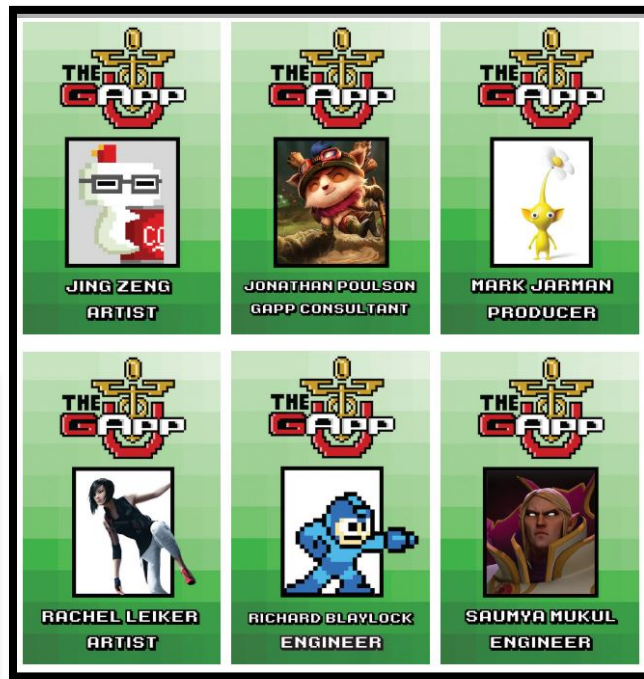 THE
GAPP
U
JING ZENG
ARTIST
THE
GAPP
U
JONATHAN POULSON
GAPP CONSULTANT
THE
GAPP
U
MARK JARMAN
PRODUCER
THE
GAPP
U
RACHEL LEIKER
ARTIST
THE
GAPP
U
RICHARD BLAYLOCK
ENGINEER
THE
GAPP
U
SAUMYA MUKUL
ENGINEER